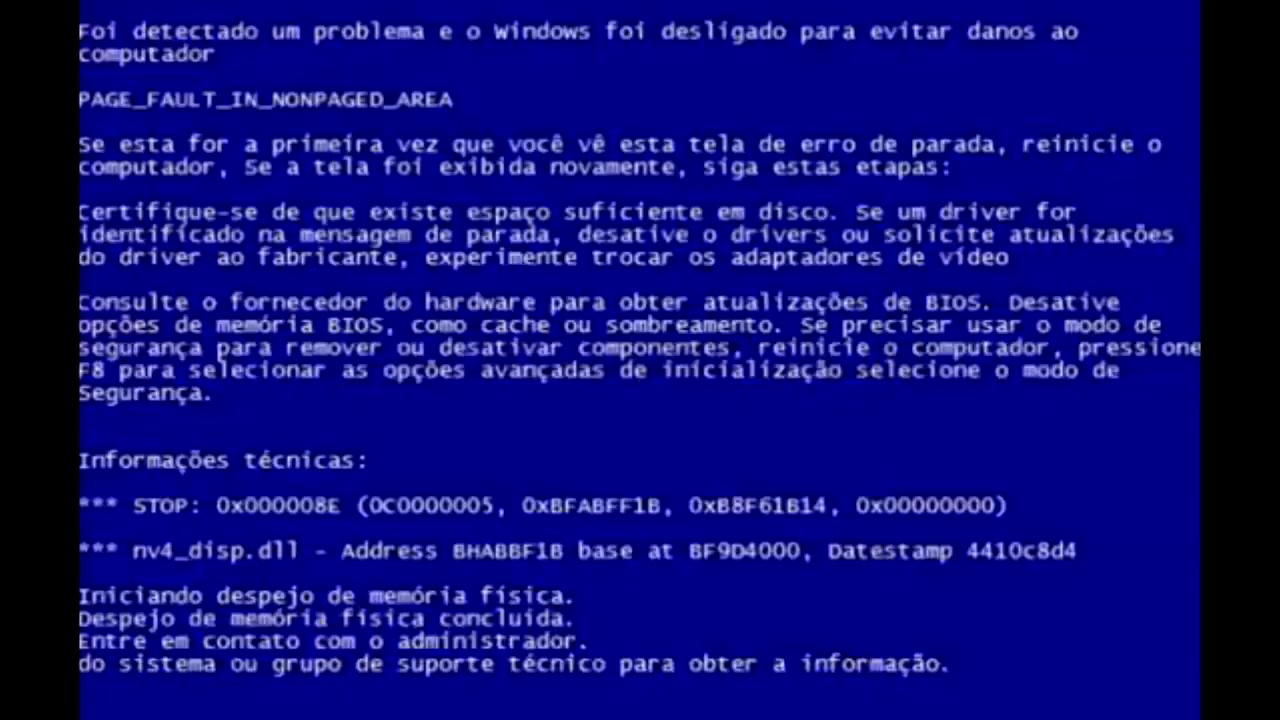 Foi detectado um problema e o Windows foi desligado para evitar danos ao
computador
PAGE_FAULT_IN_NONPAGED_AREA
Se esta for a primeira vez que você vê esta tela de erro de parada, reinicie o
computador, Se a tela foi exibida novamente, siga estas etapas:
Certifique-se de que existe espaço suficiente em disco. Se um driver for
identificado na mensagem de parada, desative o drivers ou solicite atualizações
do driver ao fabricante, experimente trocar os adaptadores de vídeo
Consulte o fornecedor do hardware para obter atualizações de BIOS. Desative
opções de memória BIOS, como cache ou sombreamento. Se precisar usar o modo de
segurança para remover ou desativar componentes, reinicie o computador, pressione
F8 para selecionar as opções avançadas de inicialização selecione o modo de
Segurança.
Informações técnicas:
*** STOP: 0x000008E (0C0000005, 0xBFABFF1B, 0xB8F61B14, 0x00000000)
*** nv4_disp.dll - Address BHABBF1B base at BF9D4000, Datestamp 4410c8d4
Iniciando despejo de memória física.
Despejo de memória física concluida.
Entre em contato com o administrador.
do sistema ou grupo de suporte técnico para obter a informação.